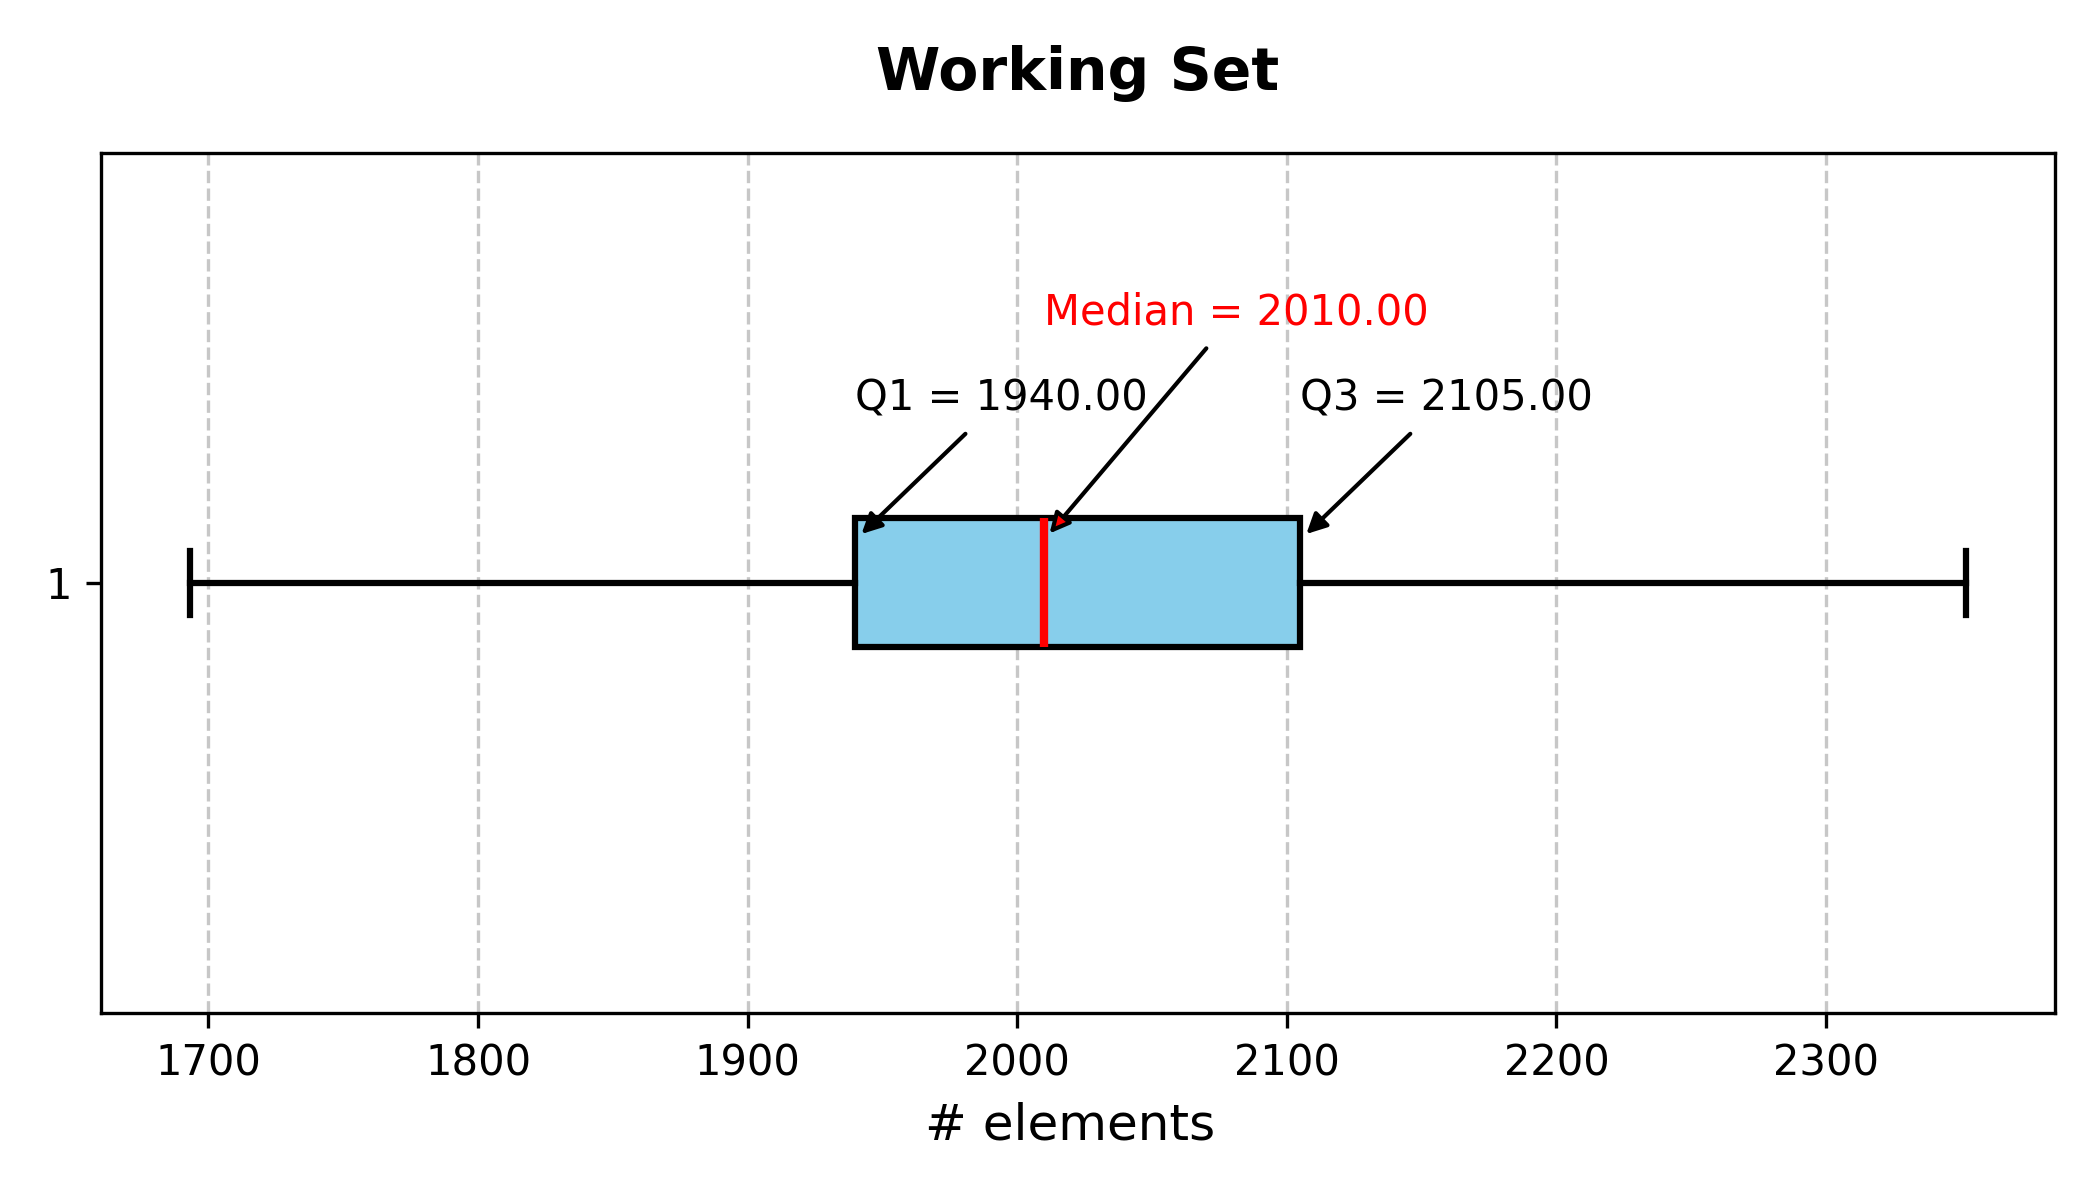 Working Set
Median = 2010.00
Q1 = 1940.00
Q3 = 2105.00
1
1700 1800 1900 2000 2100 2200 2300
# elements